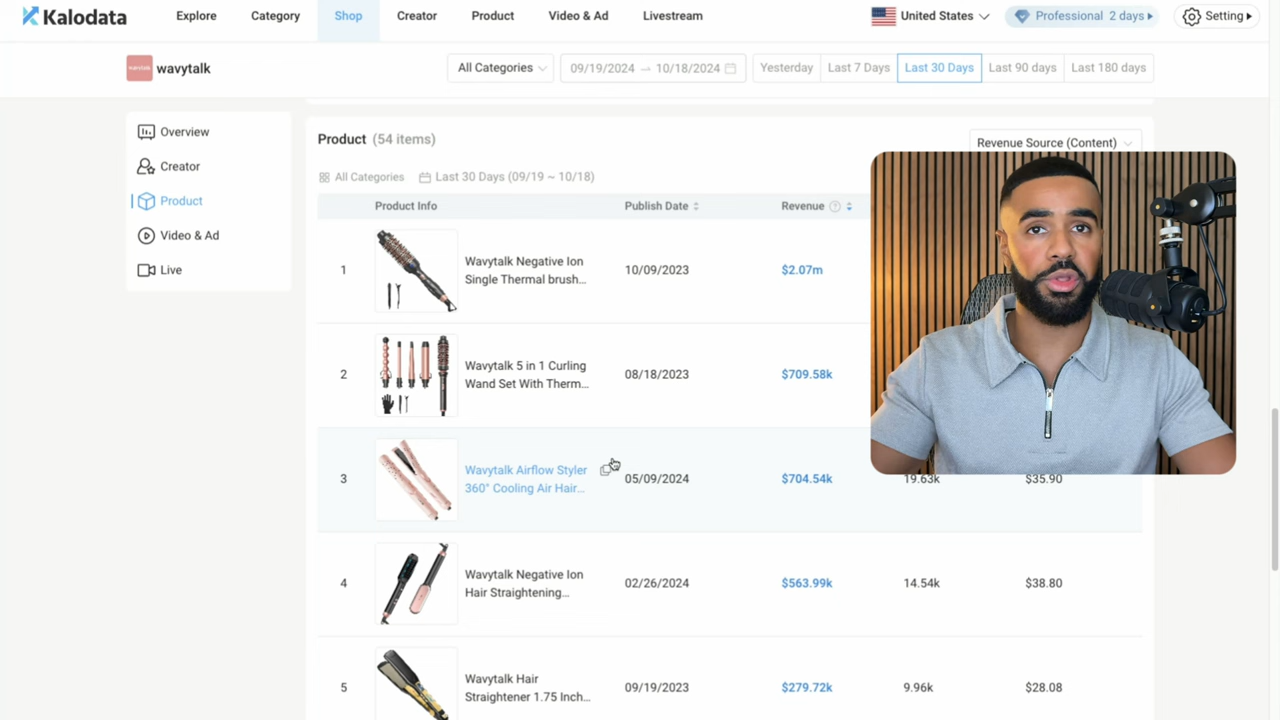 Kalodata
Explore
Category
Shop
Creator
Product
Video & Ad
Livestream
United States
Professional 2 days
Setting
wavytalk
All Categories
09/19/2024 → 10/18/2024
Yesterday
Last 7 Days
Last 30 Days
Last 90 days
Last 180 days
Overview
Creator
Product
Video & Ad
Live
Product (54 items)
Revenue Source (Content)
All Categories
Last 30 Days (09/19 ~ 10/18)
Product Info
Publish Date
Revenue
1
Wavytalk Negative Ion
Single Thermal brush...
10/09/2023
$2.07m
2
Wavytalk 5 in 1 Curling
Wand Set With Therm...
08/18/2023
$709.58k
3
Wavytalk Airflow Styler
360° Cooling Air Hair...
05/09/2024
$704.54k
19.63k
$35.90
4
Wavytalk Negative Ion
Hair Straightening...
02/26/2024
$563.99k
14.54k
$38.80
5
Wavytalk Hair
Straightener 1.75 Inch...
09/19/2023
$279.72k
9.96k
$28.08